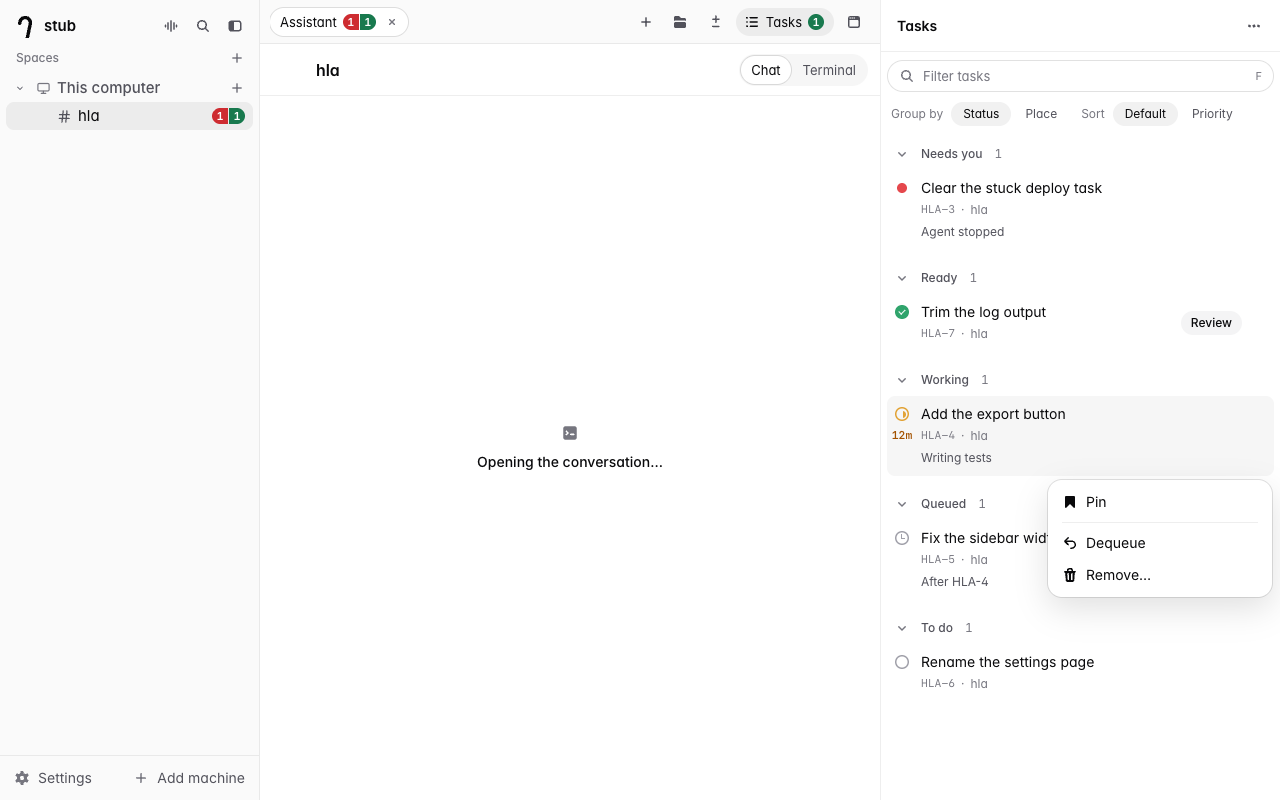 stub
Spaces
This computer
hla 1 1
Settings
Add machine
Assistant 1 1 ×
Tasks 1
hla
Chat Terminal
Opening the conversation...
Tasks
Filter tasks F
Group by Status Place Sort Default Priority
Needs you 1
Clear the stuck deploy task
HLA-3 · hla
Agent stopped
Ready 1
Trim the log output
HLA-7 · hla
Review
Working 1
Add the export button
12m HLA-4 · hla
Writing tests
Queued 1
Fix the sidebar
HLA-5 · hla
After HLA-4
Pin
Dequeue
Remove...
To do 1
Rename the settings page
HLA-6 · hla